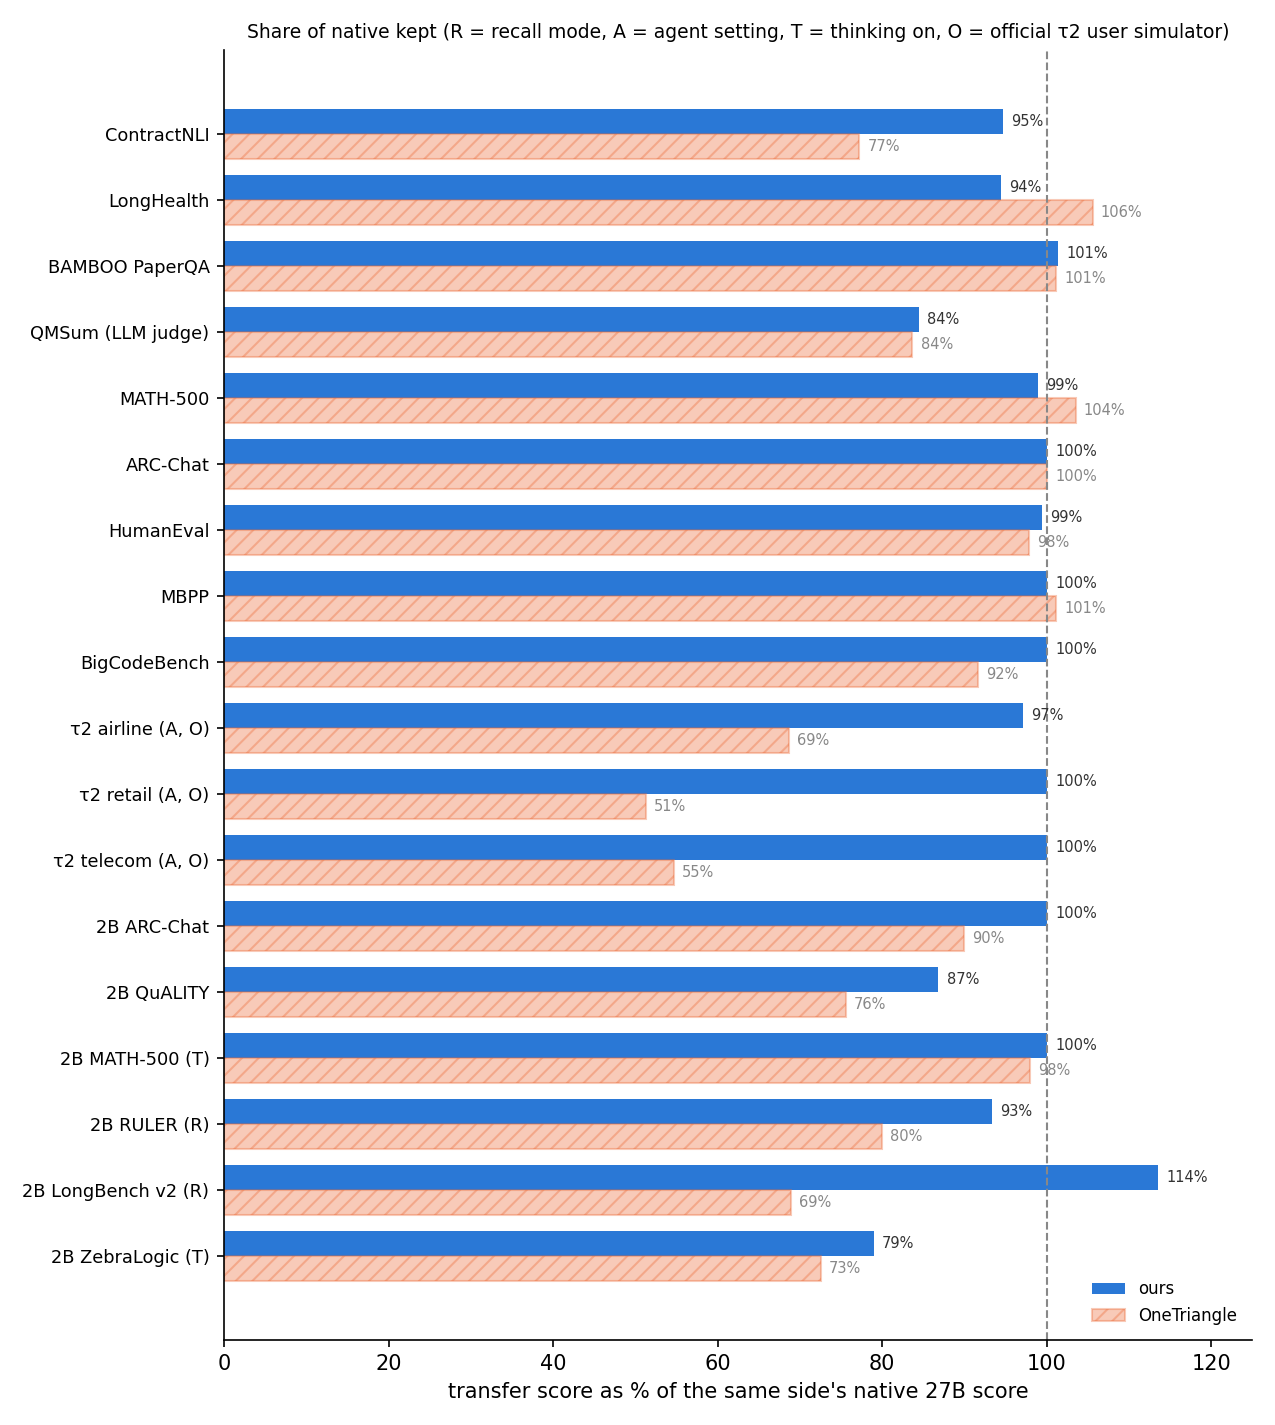 Share of native kept (R = recall mode, A = agent setting, T = thinking on, O = official τ2 user simulator)
ContractNLI
95%
77%
LongHealth
94%
106%
BAMBOO PaperQA
101%
101%
QMSum (LLM judge)
84%
84%
MATH-500
99%
104%
ARC-Chat
100%
100%
HumanEval
99%
98%
MBPP
100%
101%
BigCodeBench
100%
92%
τ2 airline (A, O)
97%
69%
τ2 retail (A, O)
100%
51%
τ2 telecom (A, O)
100%
55%
2B ARC-Chat
100%
90%
2B QuALITY
87%
76%
2B MATH-500 (T)
100%
98%
2B RULER (R)
93%
80%
2B LongBench v2 (R)
114%
69%
2B ZebraLogic (T)
79%
73%
ours
OneTriangle
0 20 40 60 80 100 120
transfer score as % of the same side's native 27B score